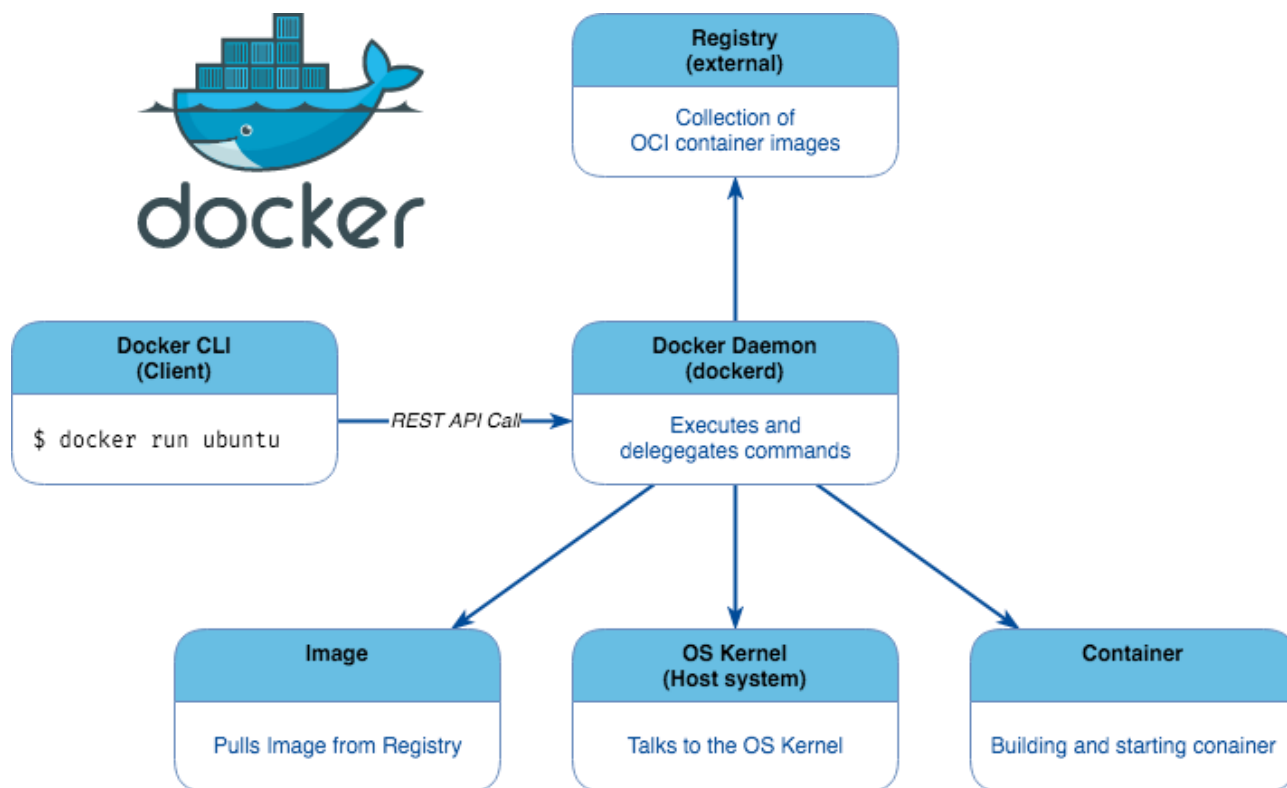 docker
Registry
(external)
Collection of
OCI container images
Docker CLI
(Client)
$ docker run ubuntu
REST API Call
Docker Daemon
(dockerd)
Executes and
delegegates commands
Image
Pulls Image from Registry
OS Kernel
(Host system)
Talks to the OS Kernel
Container
Building and starting conainer